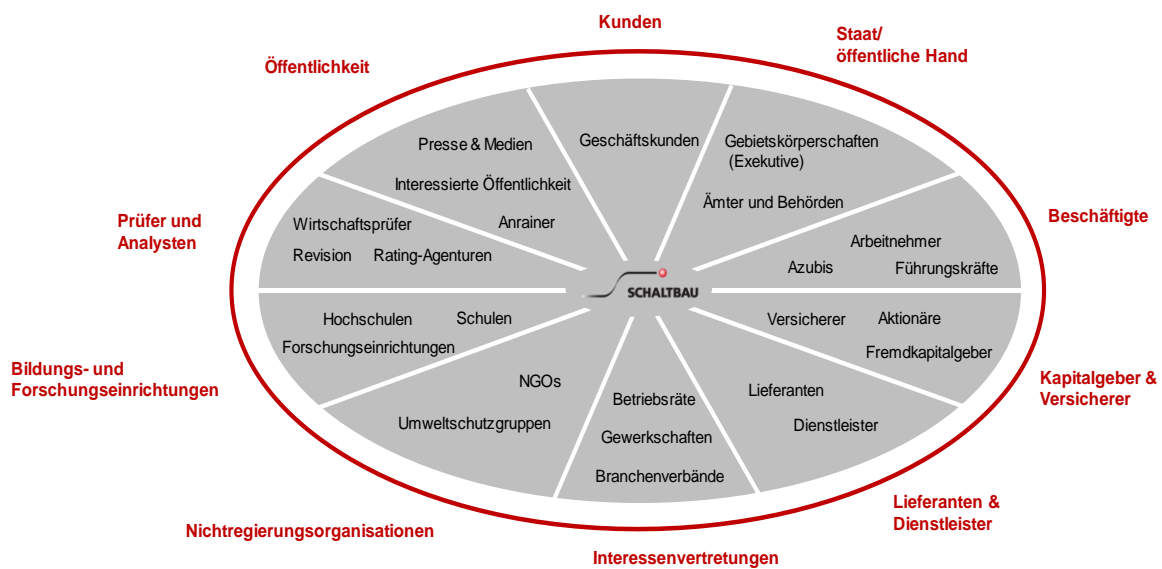 Kunden
Staat/
öffentliche Hand
Öffentlichkeit
Presse & Medien
Geschäftskunden
Gebietskörperschaften
(Exekutive)
Interessierte Öffentlichkeit
Ämter und Behörden
Prüfer und
Analysten
Wirtschaftsprüfer
Anrainer
Beschäftigte
Revision
Rating-Agenturen
Arbeitnehmer
Azubis
Führungskräfte
SCHALTBAU
Hochschulen
Schulen
Versicherer
Aktionäre
Forschungseinrichtungen
Fremdkapitalgeber
Bildungs- und
Forschungseinrichtungen
NGOs
Kapitalgeber &
Versicherer
Betriebsräte
Lieferanten
Umweltschutzgruppen
Gewerkschaften
Dienstleister
Branchenverbände
Lieferanten &
Dienstleister
Nichtregierungsorganisationen
Interessenvertretungen